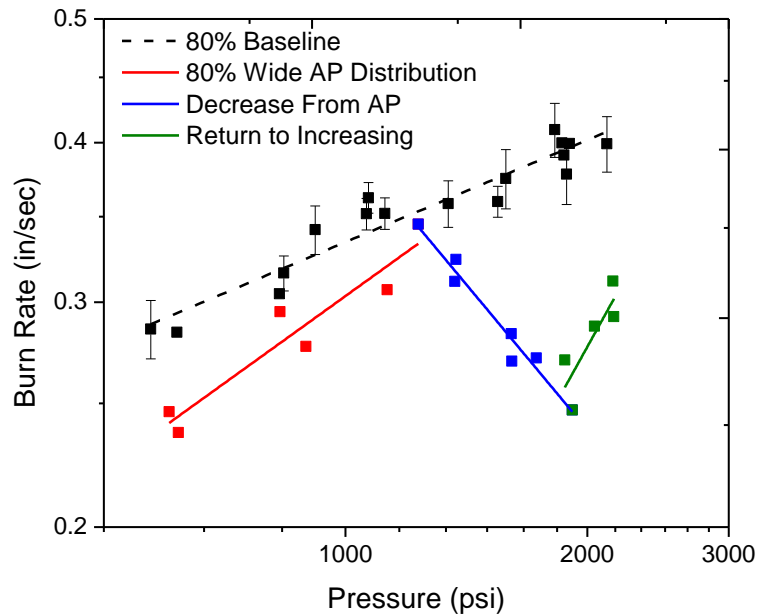 0.5
80% Baseline
80% Wide AP Distribution
Decrease From AP
Return to Increasing
0.4
0.3
0.2
Burn Rate (in/sec)
1000
2000
3000
Pressure (psi)